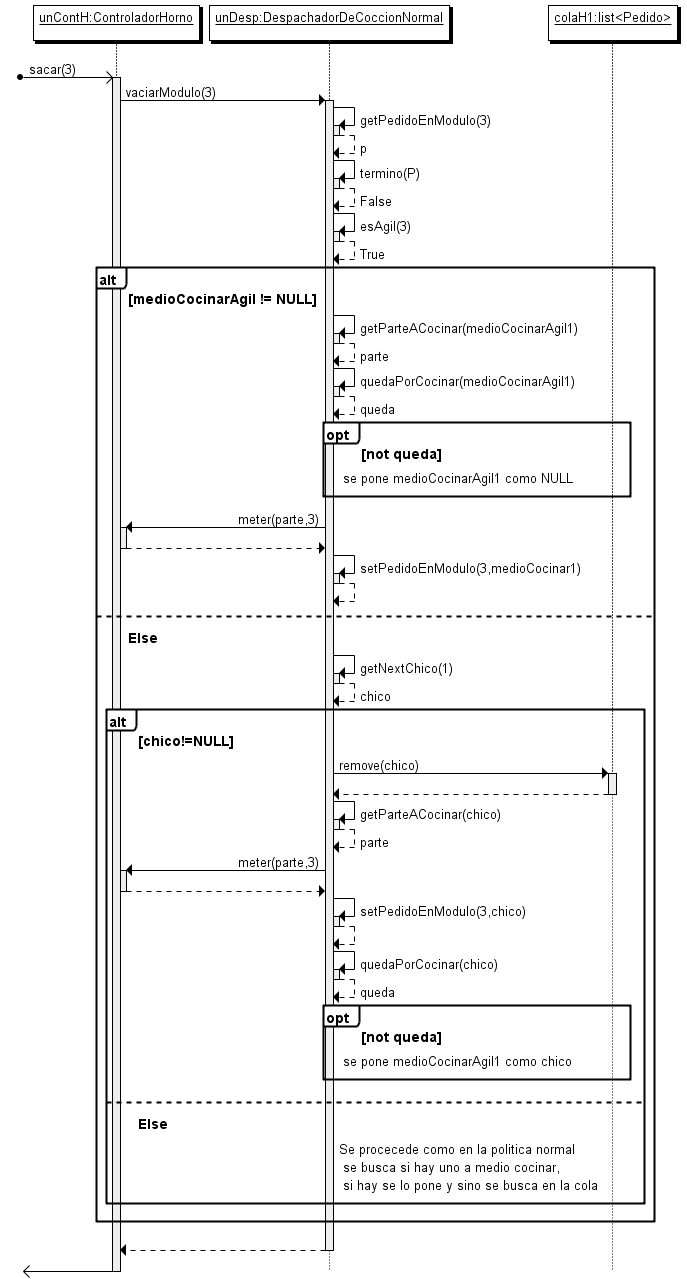 unContH:ControladorHorno
unDesp:DespachadorDeCoccionNormal
colaH1:list<Pedido>
sacar(3)
vaciarModulo(3)
getPedidoEnModulo(3)
p
termino(P)
False
esAgil(3)
True
alt
[medioCocinarAgil != NULL]
getParteACocinar(medioCocinarAgil1)
parte
quedaPorCocinar(medioCocinarAgil1)
queda
opt
[not queda]
se pone medioCocinarAgil1 como NULL
meter(parte,3)
setPedidoEnModulo(3,medioCocinar1)
Else
getNextChico(1)
chico
alt
[chico!=NULL]
remove(chico)
getParteACocinar(chico)
parte
meter(parte,3)
setPedidoEnModulo(3,chico)
quedaPorCocinar(chico)
queda
opt
[not queda]
se pone medioCocinarAgil1 como chico
Else
Se procecede como en la politica normal
se busca si hay uno a medio cocinar,
si hay se lo pone y sino se busca en la cola